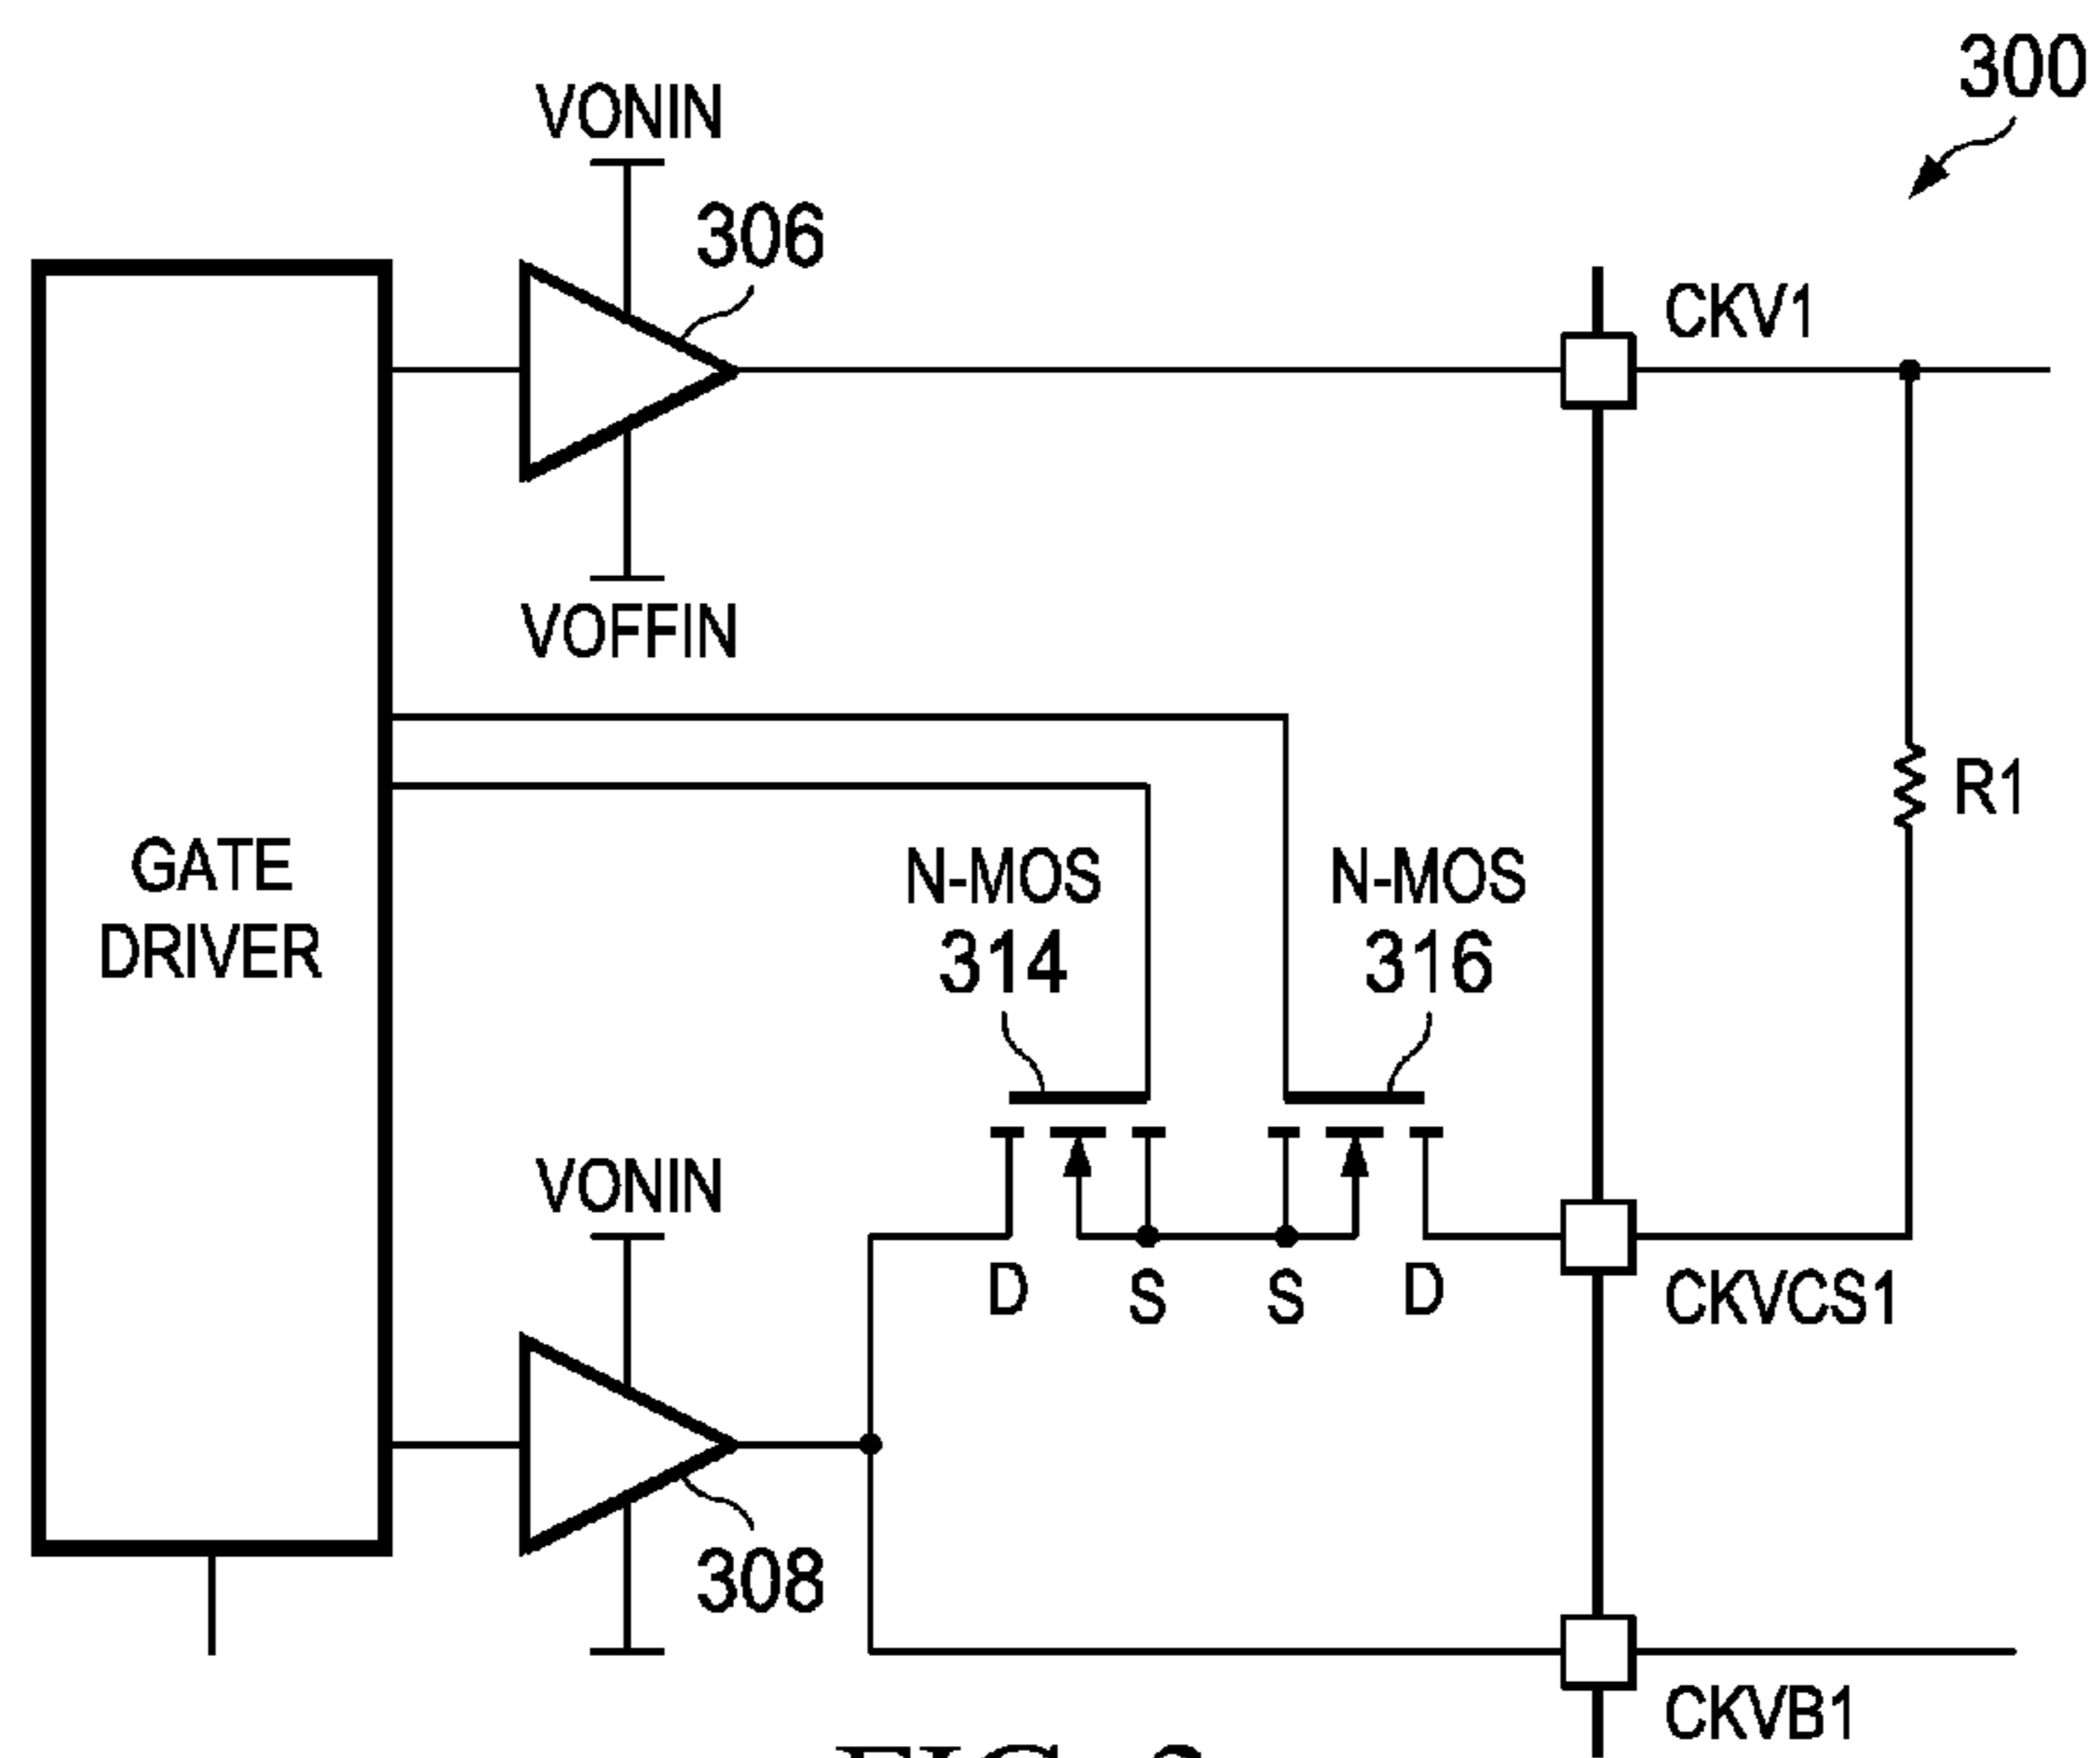 300
VONIN
306
CKV1
VOFFIN
R1
GATE
DRIVER
N-MOS
314
N-MOS
316
VONIN
D
S
S
D
CKVCS1
308
CKVB1